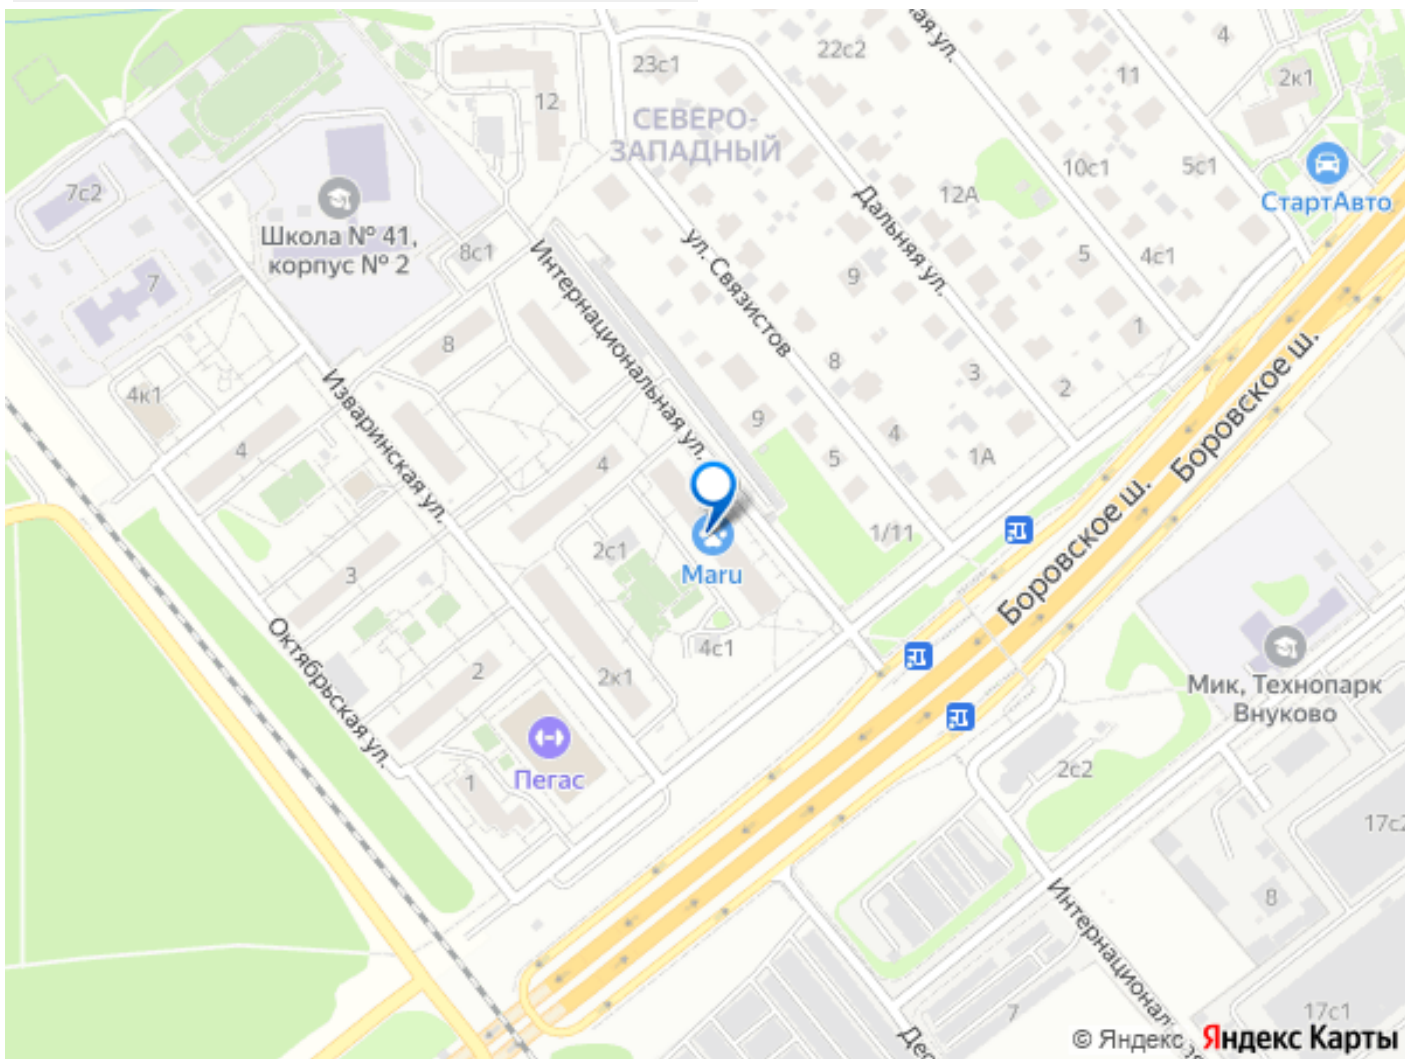 ая ул.
4
22с2
23с1
11
2к1
12
СЕВЕРО-
ЗАПАДНЫЙ
10с1
5с1
7с2
12А
СтартАвто
Школа № 41,
корпус № 2
8с1
Интернациональная ул.
ул. Связистов
Дальняя ул.
5
4с1
7
9
1
8
8
3
2
Боровское ш.
4к1
Изваринская ул.
9
4
4
4
5
1А
Боровское ш.
1/11
2с1
3
Maru
4с1
Октябрьская ул.
2
2к1
Мик, Технопарк
Внуково
Пегас
1
2с2
17с2
8
Интернационал
7
17с1
Дес
© Яндекс
Яндекс Карты